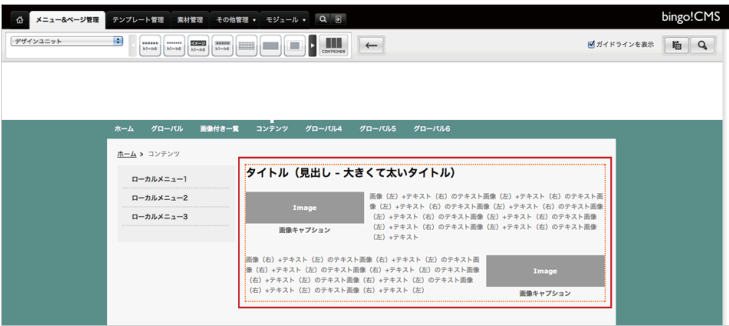 メニュー&ページ管理 テンプレート管理 素材管理 その他管理 モジュール bingo!CMS
デザインユニット CONTAINER ガイドラインを表示
ホーム グローバル 画像付き一覧 コンテンツ グローバル4 グローバル5 グローバル6
ホーム > コンテンツ
ローカルメニュー1
ローカルメニュー2
ローカルメニュー3
タイトル（見出し - 大きくて太いタイトル）
Image
画像キャプション
画像（左）+テキスト（右）のテキスト画像（左）+テキスト（右）のテキスト画
像（左）+テキスト（右）のテキスト画像（左）+テキスト（右）のテキスト画像
（左）+テキスト（右）のテキスト画像（左）+テキスト（右）のテキスト画像
（左）+テキスト（右）のテキスト画像（左）+テキスト（右）のテキスト画像
（左）+テキスト
画像（右）+テキスト（左）のテキスト画像（右）+テキスト（左）のテキスト画
像（右）+テキスト（左）のテキスト画像（右）+テキスト（左）のテキスト画像
（右）+テキスト（左）のテキスト画像（右）+テキスト（左）のテキスト画像
（右）+テキスト（左）のテキスト画像（右）+テキスト（左）
Image
画像キャプション